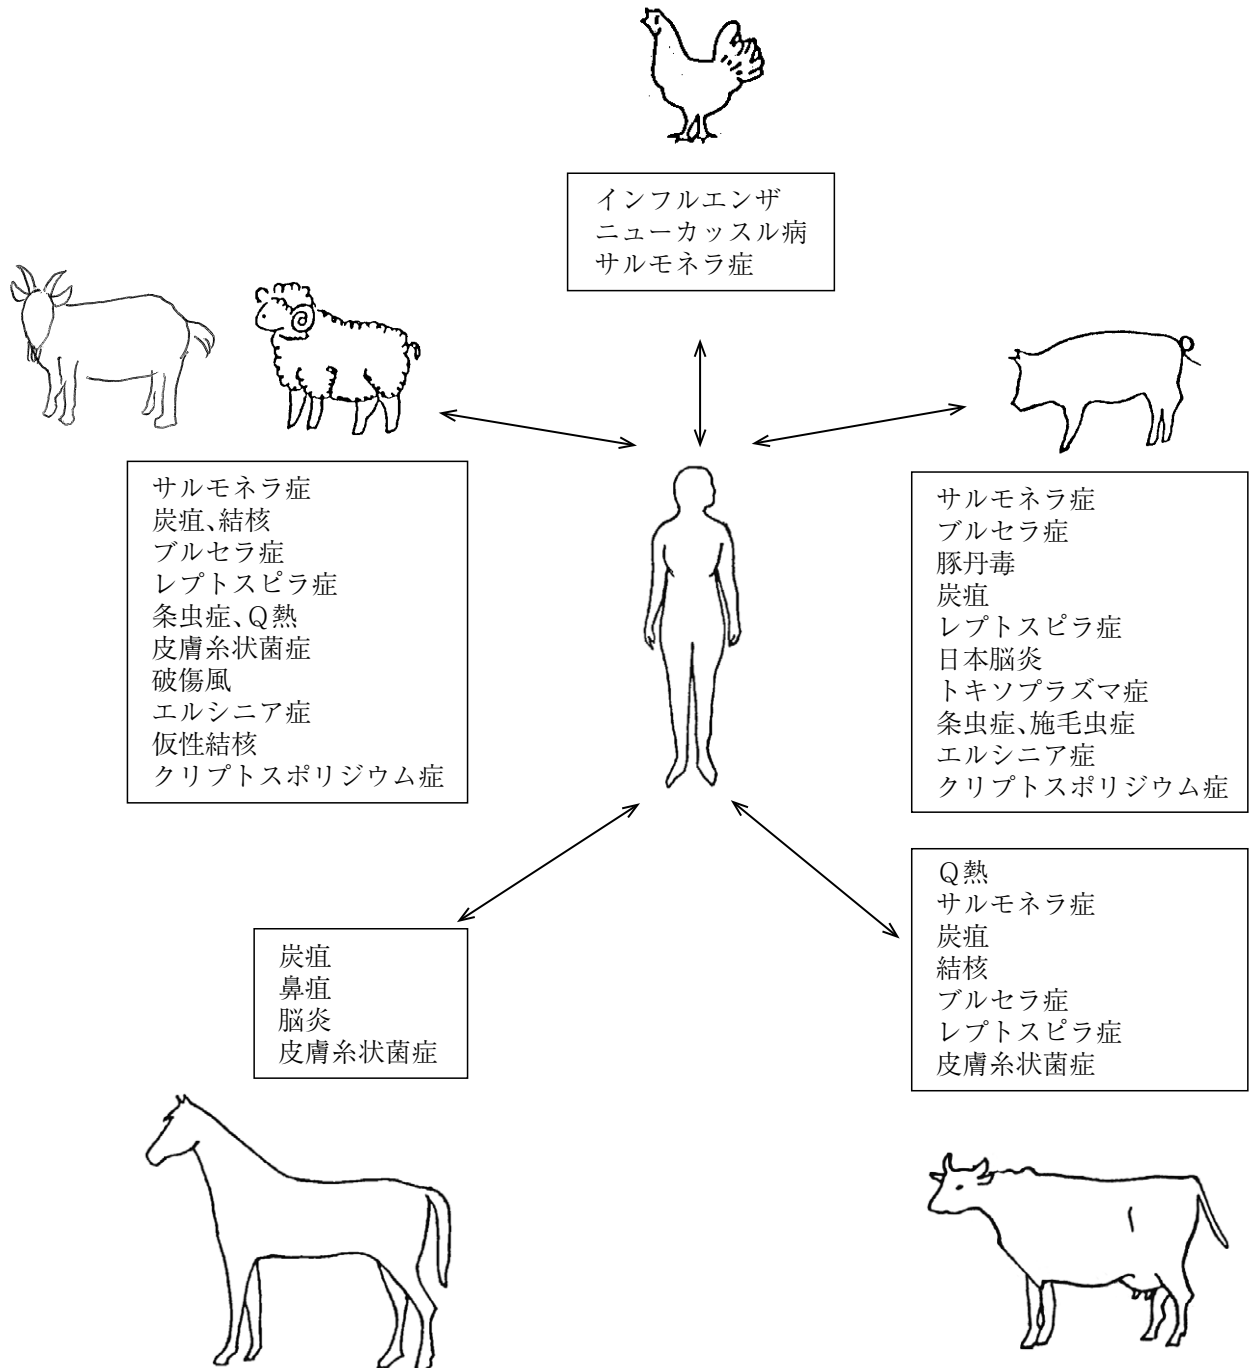 インフルエンザ
ニューカッスル病
サルモネラ症
サルモネラ症
炭疽、結核
ブルセラ症
レプトスピラ症
条虫症、Q熱
皮膚糸状菌症
破傷風
エルシニア症
仮性結核
クリプトスポリジウム症
サルモネラ症
ブルセラ症
豚丹毒
炭疽
レプトスピラ症
日本脳炎
トキソプラズマ症
条虫症、施毛虫症
エルシニア症
クリプトスポリジウム症
炭疽
鼻疽
脳炎
皮膚糸状菌症
Q熱
サルモネラ症
炭疽
結核
ブルセラ症
レプトスピラ症
皮膚糸状菌症